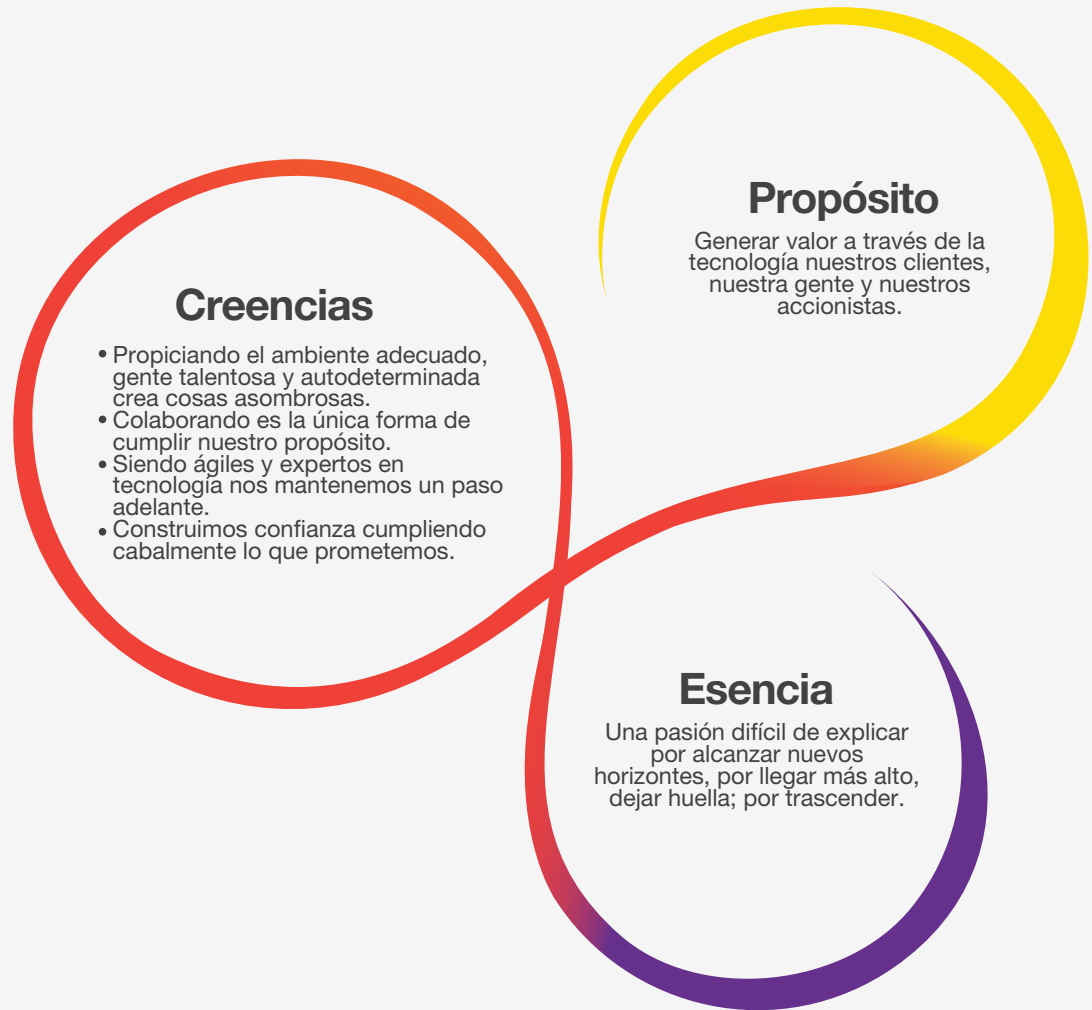 Propósito
Generar valor a través de la
tecnología nuestros clientes,
nuestra gente y nuestros
accionistas.
Creencias
• Propiciando el ambiente adecuado,
gente talentosa y autodeterminada
crea cosas asombrosas.
• Colaborando es la única forma de
cumplir nuestro propósito.
• Siendo ágiles y expertos en
tecnología nos mantenemos un paso
adelante.
• Construimos confianza cumpliendo
cabalmente lo que prometemos.
Esencia
Una pasión difícil de explicar
por alcanzar nuevos
horizontes, por llegar más alto,
dejar huella; por trascender.